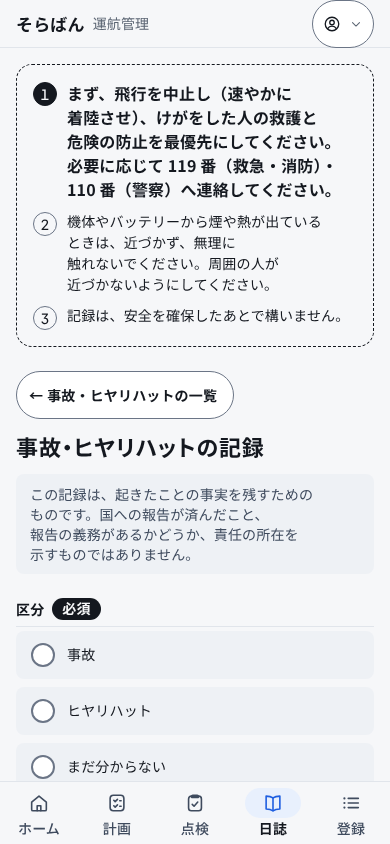 そらばん 運航管理
1 まず、飛行を中止し（速やかに
着陸させ）、けがをした人の救護と
危険の防止を最優先にしてください。
必要に応じて 119 番（救急・消防）・
110 番（警察）へ連絡してください。
2 機体やバッテリーから煙や熱が出ている
ときは、近づかず、無理に
触れないでください。周囲の人が
近づかないようにしてください。
3 記録は、安全を確保したあとで構いません。
← 事故・ヒヤリハットの一覧
事故・ヒヤリハットの記録
この記録は、起きたことの事実を残すための
ものです。国への報告が済んだこと、
報告の義務があるかどうか、責任の所在を
示すものではありません。
区分 必須
事故
ヒヤリハット
まだ分からない
ホーム 計画 点検 日誌 登録